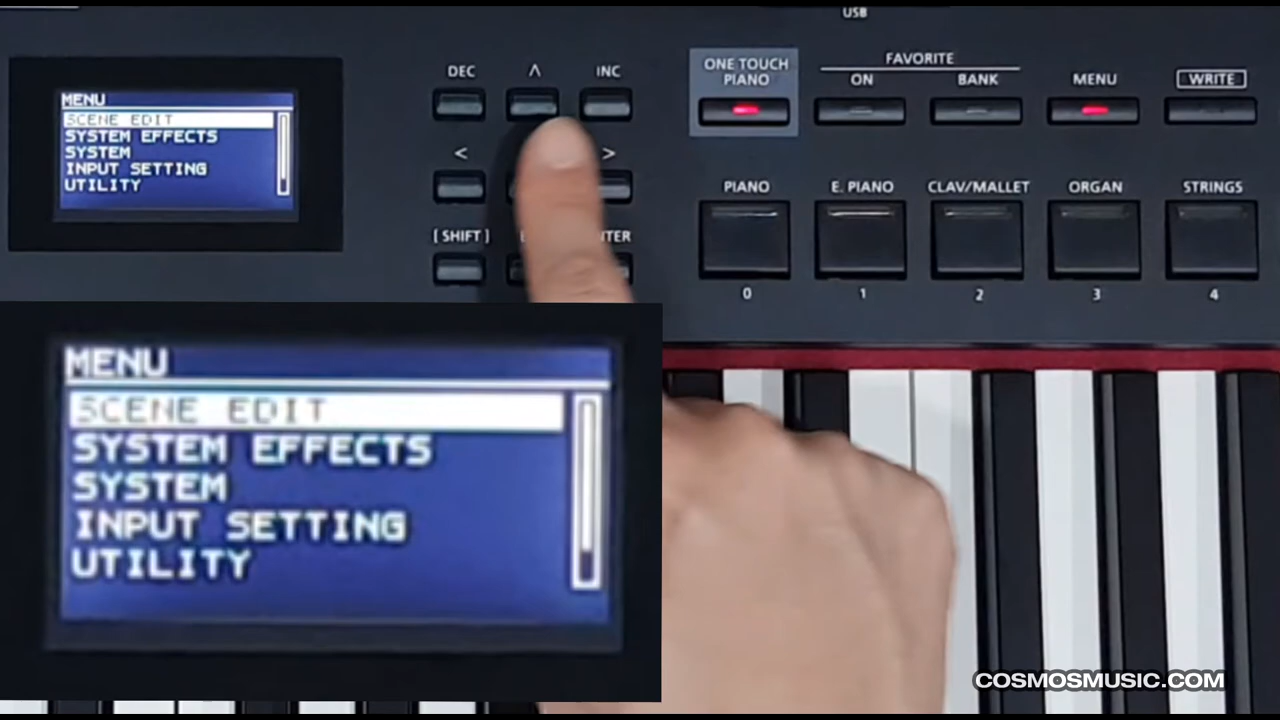 USB
MENU
SCENE EDIT
SYSTEM EFFECTS
SYSTEM
INPUT SETTING
UTILITY
DEC ∧ INC
< >
[SHIFT]
ONE TOUCH
PIANO
FAVORITE
ON BANK
MENU
WRITE
PIANO E. PIANO CLAV/MALLET ORGAN STRINGS
0 1 2 3 4
MENU
SCENE EDIT
SYSTEM EFFECTS
SYSTEM
INPUT SETTING
UTILITY
COSMOSMUSIC.COM